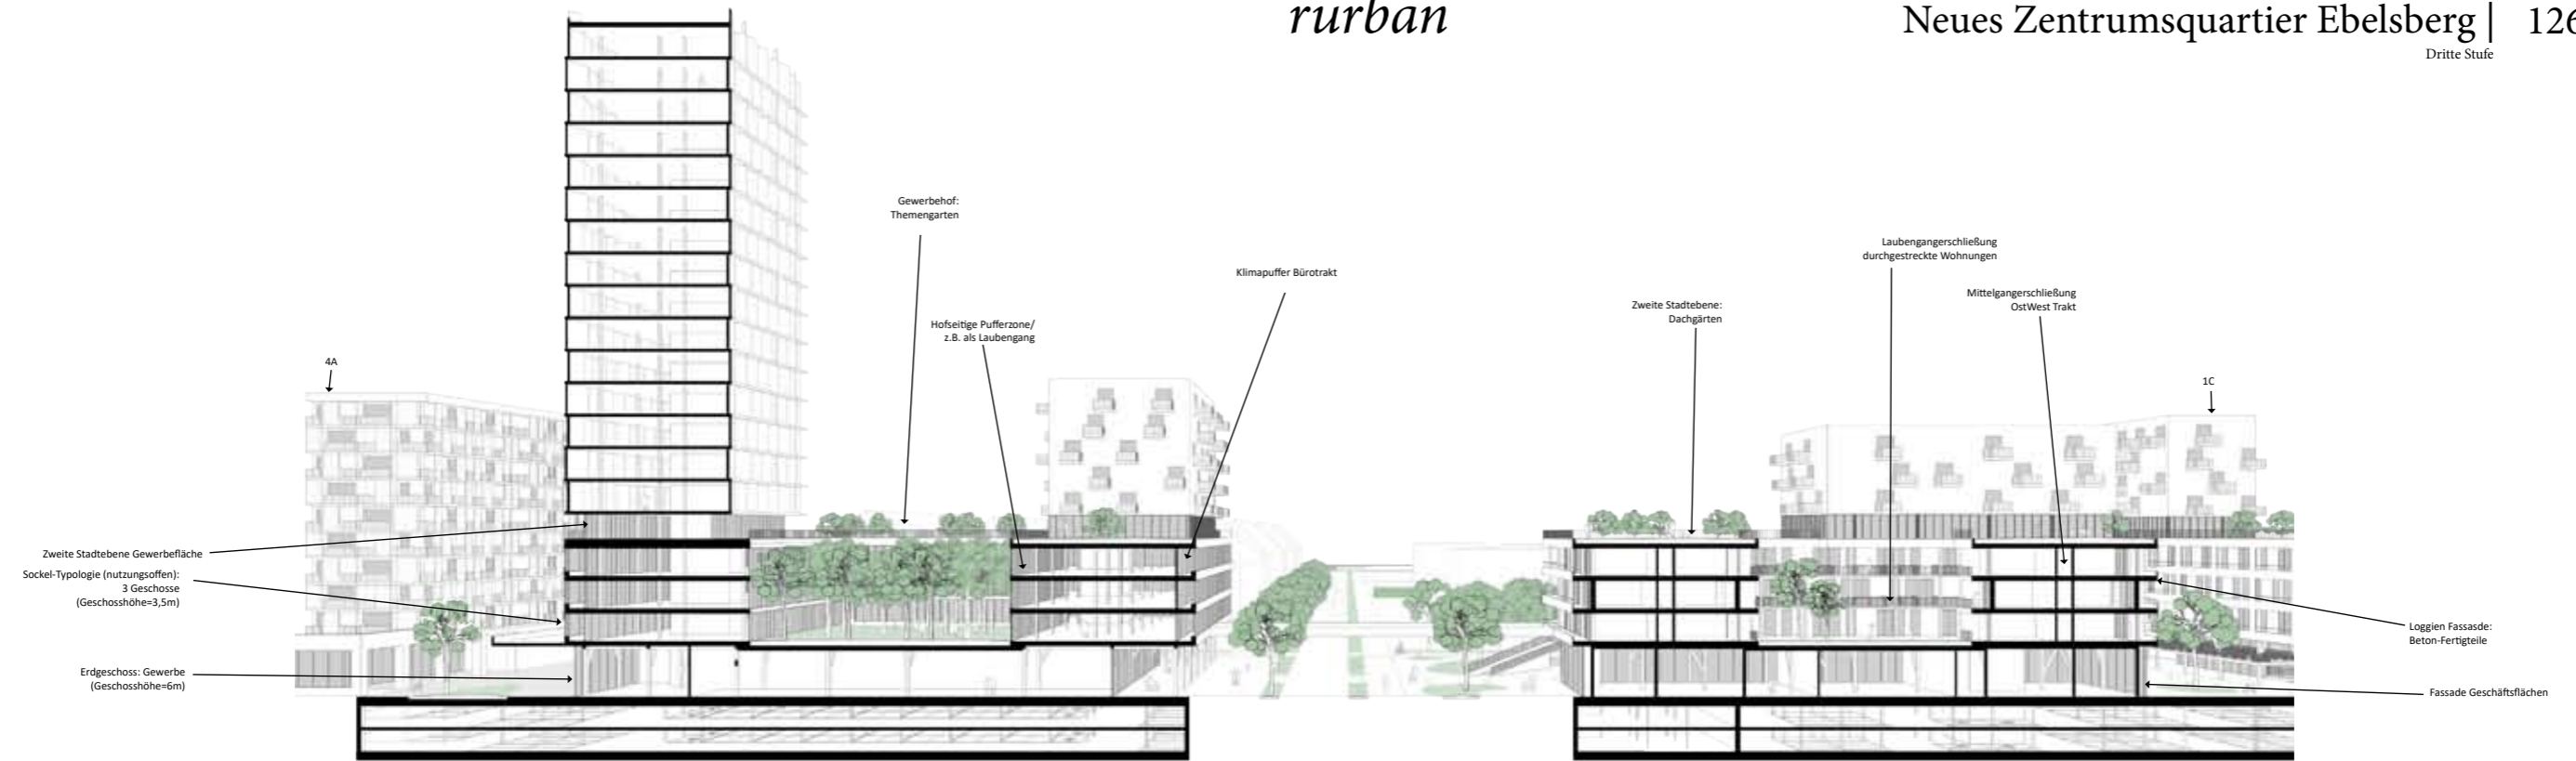 rurban
Neues Zentrumsquartier Ebelsberg | 126
Dritte Stufe
Gewerbehof:
Themengarten
Klimapuffer Bürotrakt
Hofseitige Pufferzone/
z.B. als Laubengang
4A
Zweite Stadtebene Gewerbefläche
Sockel-Typologie (nutzungsoffen):
3 Geschosse
(Geschosshöhe=3,5m)
Erdgeschoss: Gewerbe
(Geschosshöhe=6m)
Laubengangerschließung
durchgestreckte Wohnungen
Zweite Stadtebene:
Dachgärten
Mittelgangerschließung
OstWest Trakt
1C
Loggien Fassasde:
Beton-Fertigteile
Fassade Geschäftsflächen